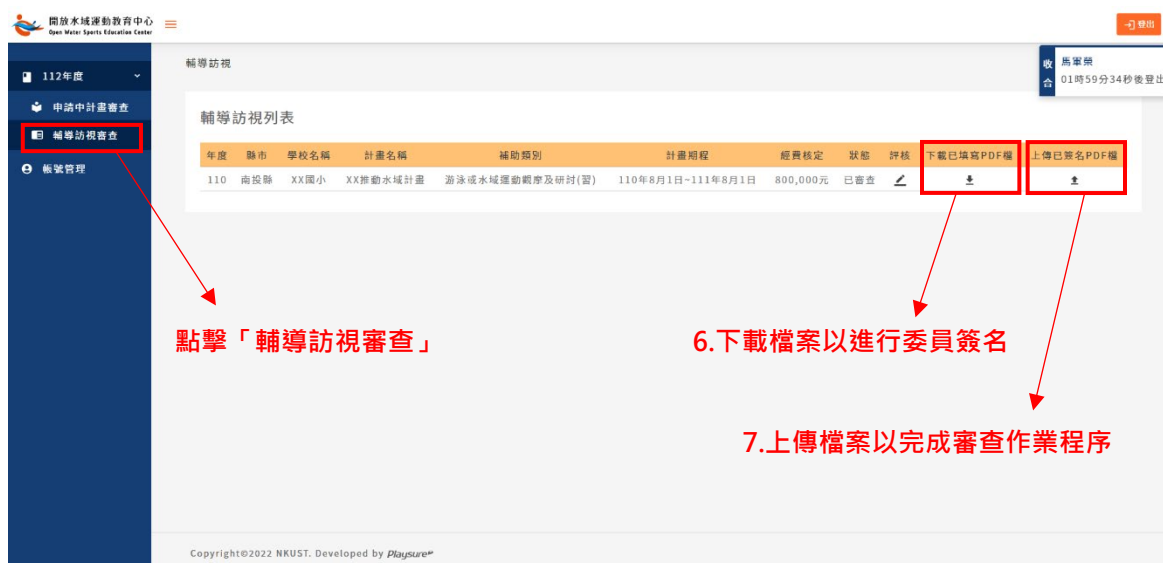 開放水域運動教育中心
Open Water Sports Education Center
登出
112年度
申請中計畫審查
輔導訪視審查
帳號管理
輔導訪視
收合
馬軍榮
01時59分34秒後登出
輔導訪視列表
年度 縣市 學校名稱 計畫名稱 補助類別 計畫期程 經費核定 狀態 評核 下載已填寫PDF檔 上傳已簽名PDF檔
110 南投縣 XX國小 XX推動水域計畫 游泳或水域運動觀摩及研討(習) 110年8月1日~111年8月1日 800,000元 已審查
點擊「輔導訪視審查」
6.下載檔案以進行委員簽名
7.上傳檔案以完成審查作業程序
Copyright©2022 NKUST. Developed by Playsure